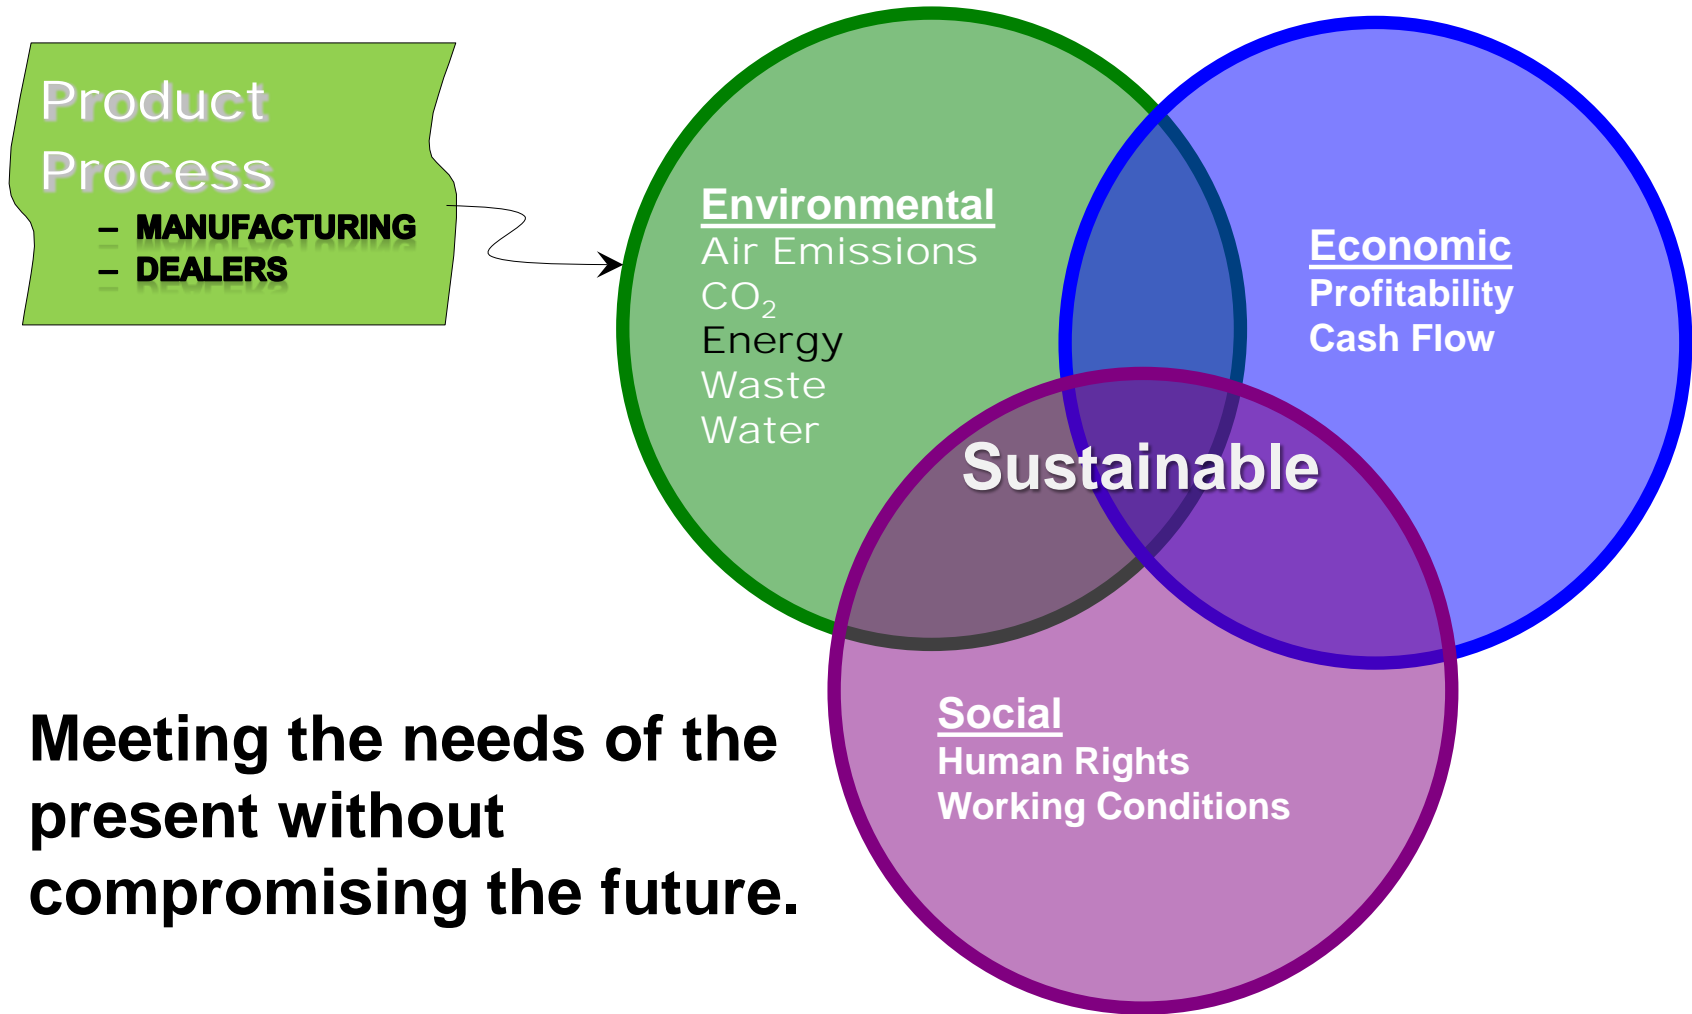 Product
Process
– MANUFACTURING
– DEALERS
Environmental
Air Emissions
CO₂
Energy
Waste
Water
Economic
Profitability
Cash Flow
Sustainable
Social
Human Rights
Working Conditions
Meeting the needs of the
present without
compromising the future.